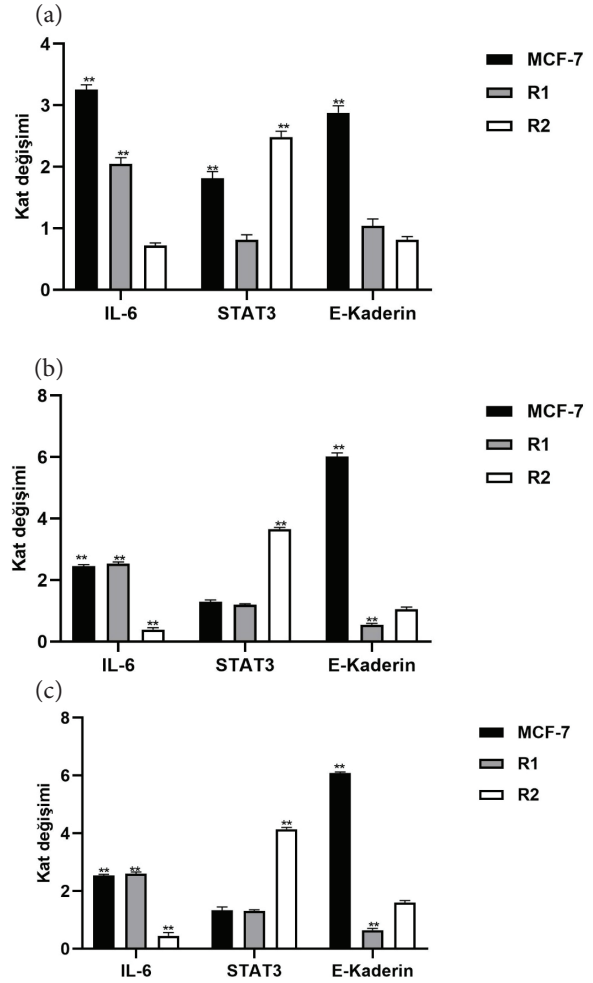 (a)
4
3
2
1
0
Kat değişimi
**
**
**
**
**
IL-6
STAT3
E-Kaderin
MCF-7
R1
R2
(b)
8
6
4
2
0
Kat değişimi
**
**
**
**
**
**
IL-6
STAT3
E-Kaderin
MCF-7
R1
R2
(c)
8
6
4
2
0
Kat değişimi
**
**
**
**
**
**
IL-6
STAT3
E-Kaderin
MCF-7
R1
R2